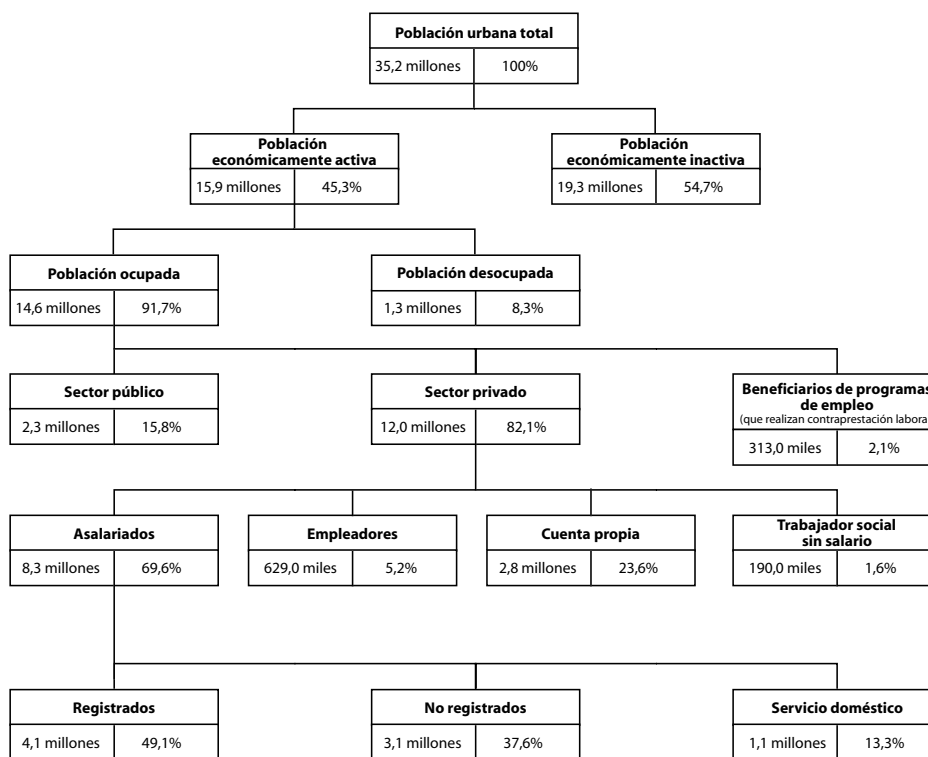 Población urbana total
35,2 millones 100%
Población
económicamente activa
15,9 millones 45,3%
Población
económicamente inactiva
19,3 millones 54,7%
Población ocupada
14,6 millones 91,7%
Población desocupada
1,3 millones 8,3%
Sector público
2,3 millones 15,8%
Sector privado
12,0 millones 82,1%
Beneficiarios de programas
de empleo
(que realizan contraprestación labora
313,0 miles 2,1%
Asalariados
8,3 millones 69,6%
Empleadores
629,0 miles 5,2%
Cuenta propia
2,8 millones 23,6%
Trabajador social
sin salario
190,0 miles 1,6%
Registrados
4,1 millones 49,1%
No registrados
3,1 millones 37,6%
Servicio doméstico
1,1 millones 13,3%